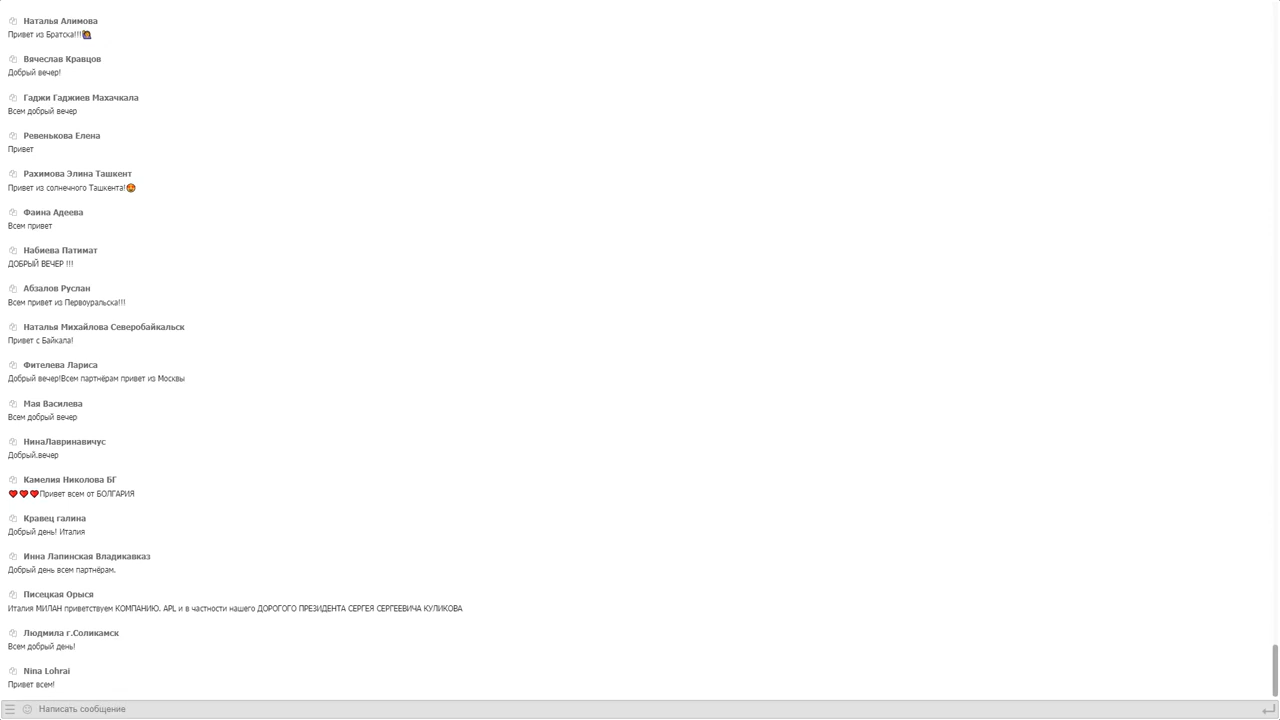 Наталья Алимова
Привет из Братска!!!🙋🏾‍♀️
Вячеслав Кравцов
Добрый вечер!
Гаджи Гаджиев Махачкала
Всем добрый вечер
Ревенькова Елена
Привет
Рахимова Элина Ташкент
Привет из солнечного Ташкента!🤩
Фаина Адеева
Всем привет
Набиева Патимат
ДОБРЫЙ ВЕЧЕР !!!
Абзалов Руслан
Всем привет из Первоуральска!!!
Наталья Михайлова Северобайкальск
Привет с Байкала!
Фителева Лариса
Добрый вечер!Всем партнёрам привет из Москвы
Мая Василева
Всем добрый вечер
НинаЛавринавичус
Добрый.вечер
Камелия Николова БГ
❤❤❤Привет всем от БОЛГАРИЯ
Кравец галина
Добрый день! Италия
Инна Лапинская Владикавказ
Добрый день всем партнёрам.
Писецкая Орыся
Италия МИЛАН приветствуем КОМПАНИЮ. APL и в частности нашего ДОРОГОГО ПРЕЗИДЕНТА СЕРГЕЯ СЕРГЕЕВИЧА КУЛИКОВА
Людмила г.Соликамск
Всем добрый день!
Nina Lohrai
Привет всем!
Написать сообщение